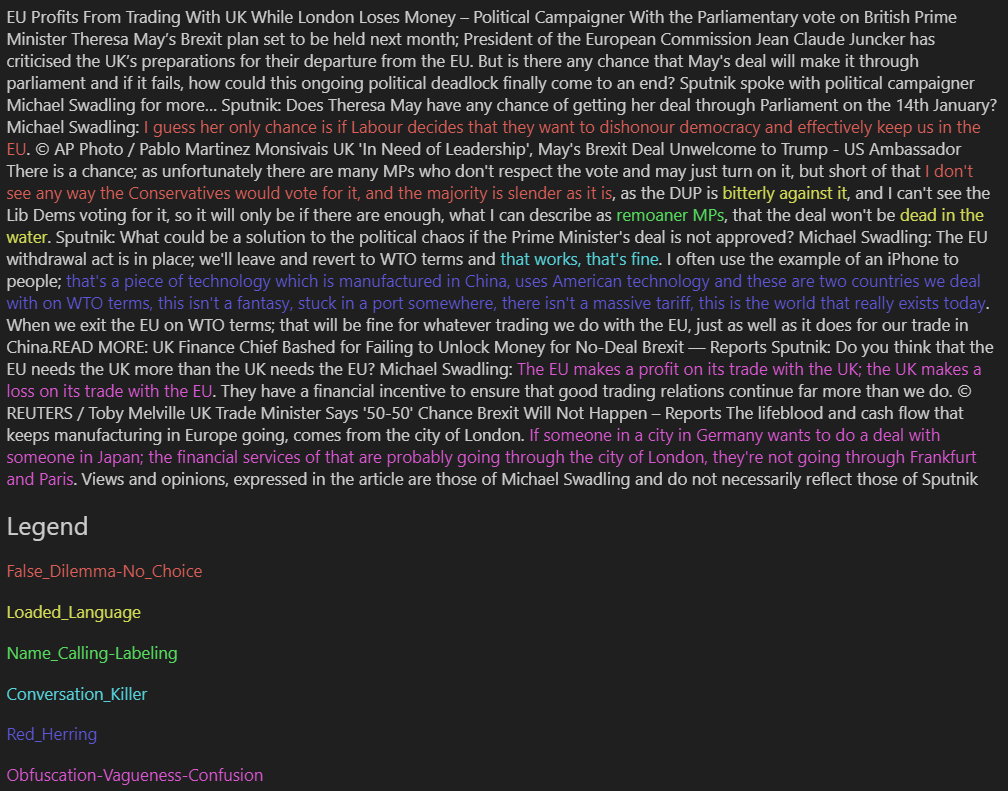 EU Profits From Trading With UK While London Loses Money – Political Campaigner With the Parliamentary vote on British Prime
Minister Theresa May’s Brexit plan set to be held next month; President of the European Commission Jean Claude Juncker has
criticised the UK’s preparations for their departure from the EU. But is there any chance that May's deal will make it through
parliament and if it fails, how could this ongoing political deadlock finally come to an end? Sputnik spoke with political campaigner
Michael Swadling for more... Sputnik: Does Theresa May have any chance of getting her deal through Parliament on the 14th January?
Michael Swadling: I guess her only chance is if Labour decides that they want to dishonour democracy and effectively keep us in the
EU. © AP Photo / Pablo Martinez Monsivais UK 'In Need of Leadership', May's Brexit Deal Unwelcome to Trump - US Ambassador
There is a chance; as unfortunately there are many MPs who don't respect the vote and may just turn on it, but short of that I don't
see any way the Conservatives would vote for it, and the majority is slender as it is, as the DUP is bitterly against it, and I can't see the
Lib Dems voting for it, so it will only be if there are enough, what I can describe as remoaner MPs, that the deal won't be dead in the
water. Sputnik: What could be a solution to the political chaos if the Prime Minister's deal is not approved? Michael Swadling: The EU
withdrawal act is in place; we'll leave and revert to WTO terms and that works, that's fine. I often use the example of an iPhone to
people; that's a piece of technology which is manufactured in China, uses American technology and these are two countries we deal
with on WTO terms, this isn't a fantasy, stuck in a port somewhere, there isn't a massive tariff, this is the world that really exists today.
When we exit the EU on WTO terms; that will be fine for whatever trading we do with the EU, just as well as it does for our trade in
China.READ MORE: UK Finance Chief Bashed for Failing to Unlock Money for No-Deal Brexit — Reports Sputnik: Do you think that the
EU needs the UK more than the UK needs the EU? Michael Swadling: The EU makes a profit on its trade with the UK; the UK makes a
loss on its trade with the EU. They have a financial incentive to ensure that good trading relations continue far more than we do. ©
REUTERS / Toby Melville UK Trade Minister Says '50-50' Chance Brexit Will Not Happen – Reports The lifeblood and cash flow that
keeps manufacturing in Europe going, comes from the city of London. If someone in a city in Germany wants to do a deal with
someone in Japan; the financial services of that are probably going through the city of London, they're not going through Frankfurt
and Paris. Views and opinions, expressed in the article are those of Michael Swadling and do not necessarily reflect those of Sputnik
Legend
False_Dilemma-No_Choice
Loaded_Language
Name_Calling-Labeling
Conversation_Killer
Red_Herring
Obfuscation-Vagueness-Confusion